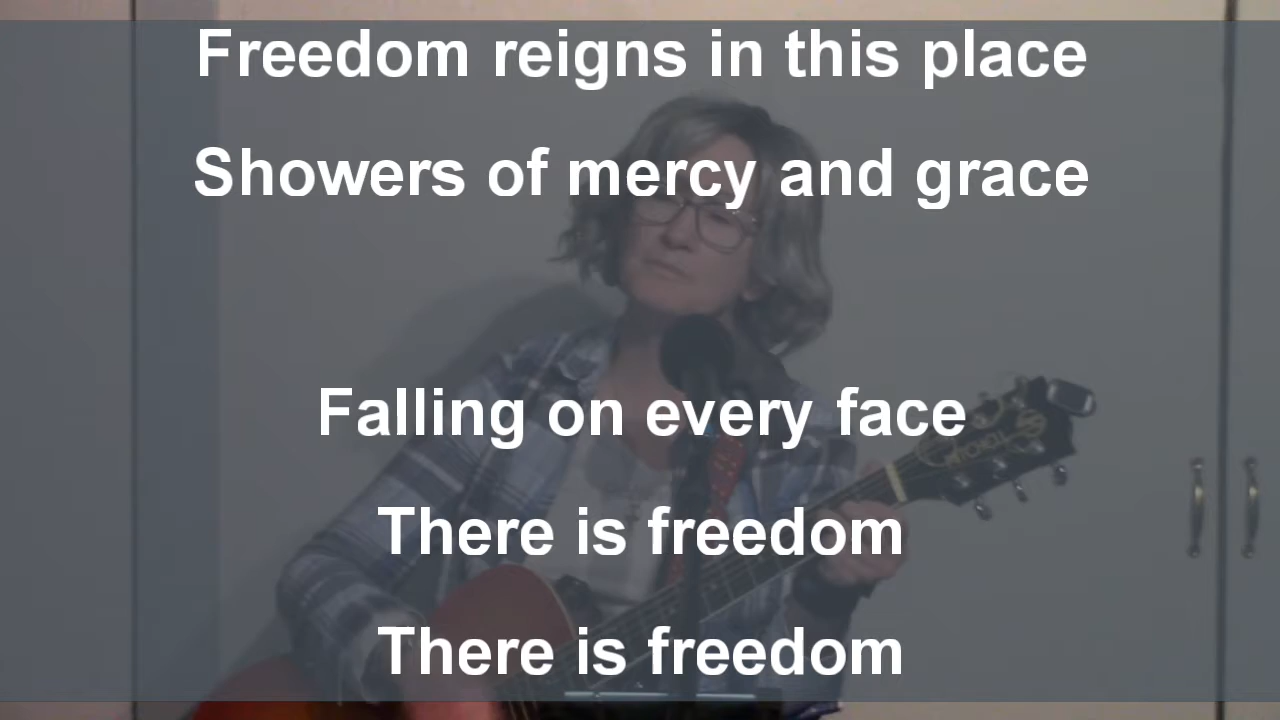 Freedom reigns in this place
Showers of mercy and grace
Falling on every face
There is freedom
There is freedom